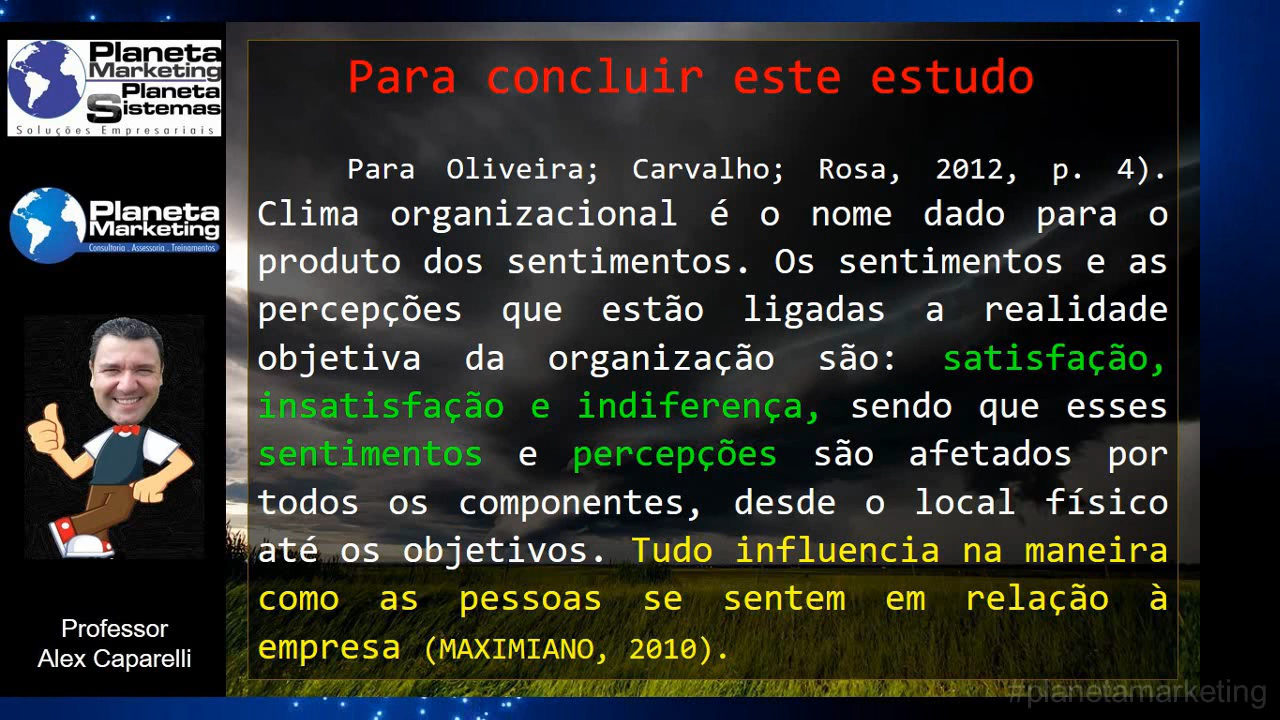 Planeta
Marketing
Planeta
Sistemas
Soluções Empresariais
Planeta
Marketing
Consultoria . Assessoria . Treinamentos
Professor
Alex Caparelli
Para concluir este estudo
Para Oliveira; Carvalho; Rosa, 2012, p. 4).
Clima organizacional é o nome dado para o
produto dos sentimentos. Os sentimentos e as
percepções que estão ligadas a realidade
objetiva da organização são: satisfação,
insatisfação e indiferença, sendo que esses
sentimentos e percepções são afetados por
todos os componentes, desde o local físico
até os objetivos. Tudo influencia na maneira
como as pessoas se sentem em relação à
empresa (MAXIMIANO, 2010).
#planetamarketing